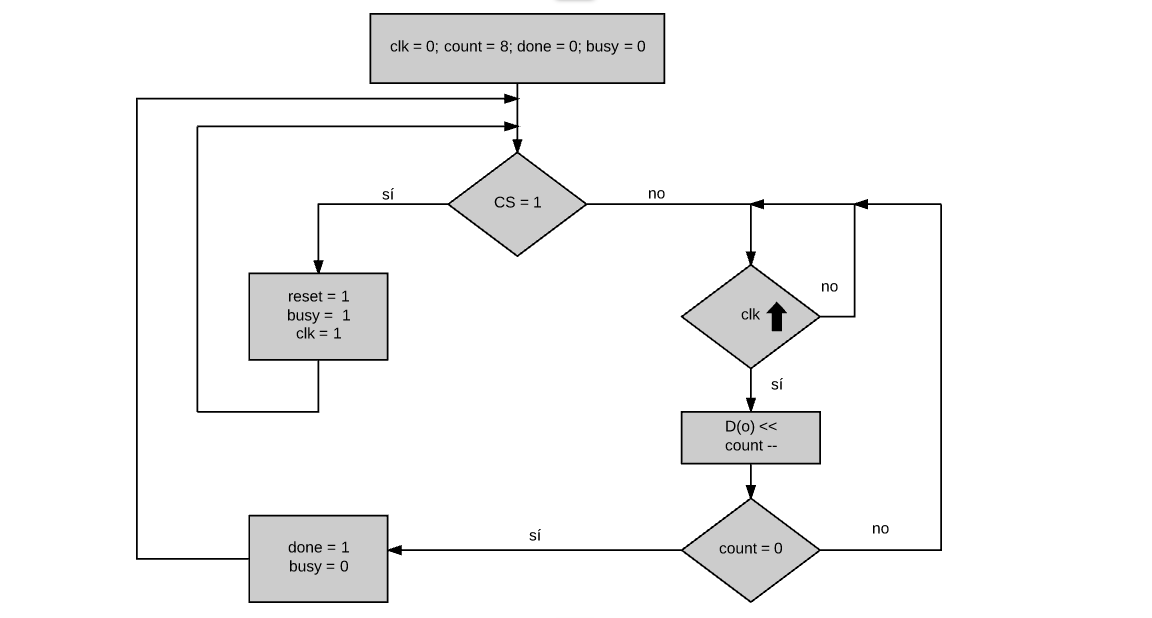 clk = 0; count = 8; done = 0; busy = 0
CS = 1
sí
no
reset = 1
busy =  1
clk = 1
clk
no
sí
D(o) <<
count --
count = 0
no
sí
done = 1
busy = 0